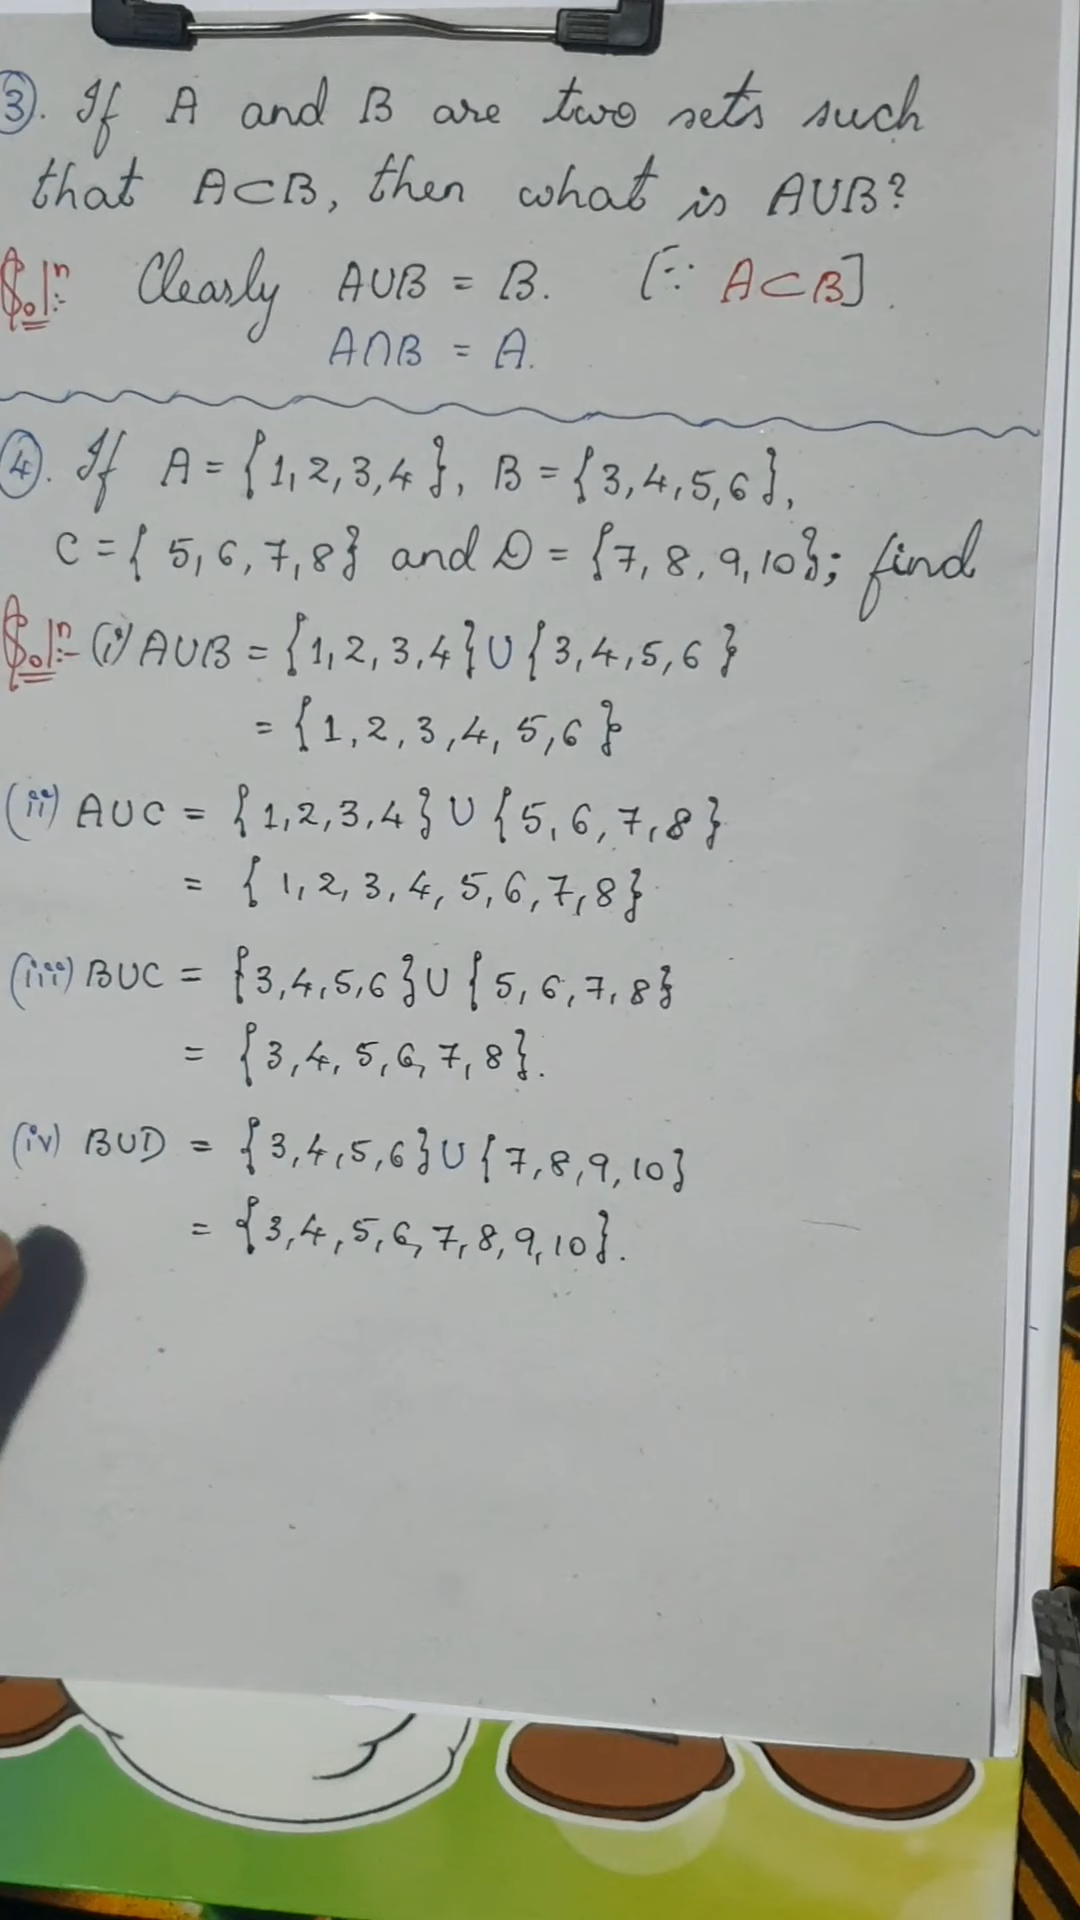 ③. If A and B are two sets such
that A⊂B, then what is A∪B?
Solⁿ:- Clearly A∪B = B. [∵ A⊂B].
A∩B = A.
④. If A = {1,2,3,4}, B = {3,4,5,6},
C = {5,6,7,8} and D = {7,8,9,10}; find
Solⁿ:- (i) A∪B = {1,2,3,4}∪{3,4,5,6}
= {1,2,3,4,5,6}
(ii) A∪C = {1,2,3,4}∪{5,6,7,8}
= {1,2,3,4,5,6,7,8}
(iii) B∪C = {3,4,5,6}∪{5,6,7,8}
= {3,4,5,6,7,8}.
(iv) B∪D = {3,4,5,6}∪{7,8,9,10}
= {3,4,5,6,7,8,9,10}.